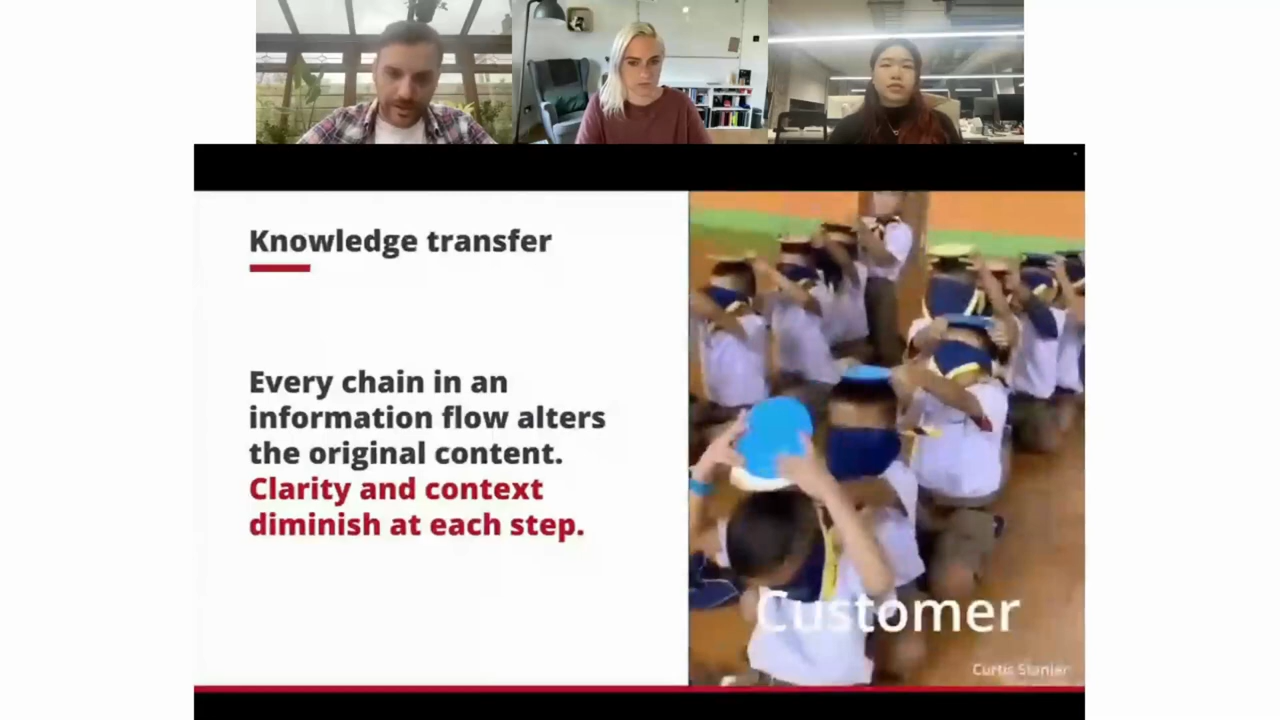 Knowledge transfer
Every chain in an
information flow alters
the original content.
Clarity and context
diminish at each step.
Customer
Curtis Stanier